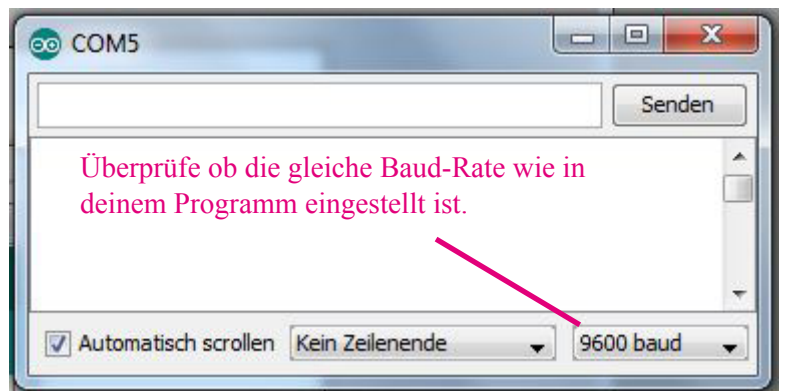 COM5
Senden
Überprüfe ob die gleiche Baud-Rate wie in
deinem Programm eingestellt ist.
Automatisch scrollen Kein Zeilenende 9600 baud